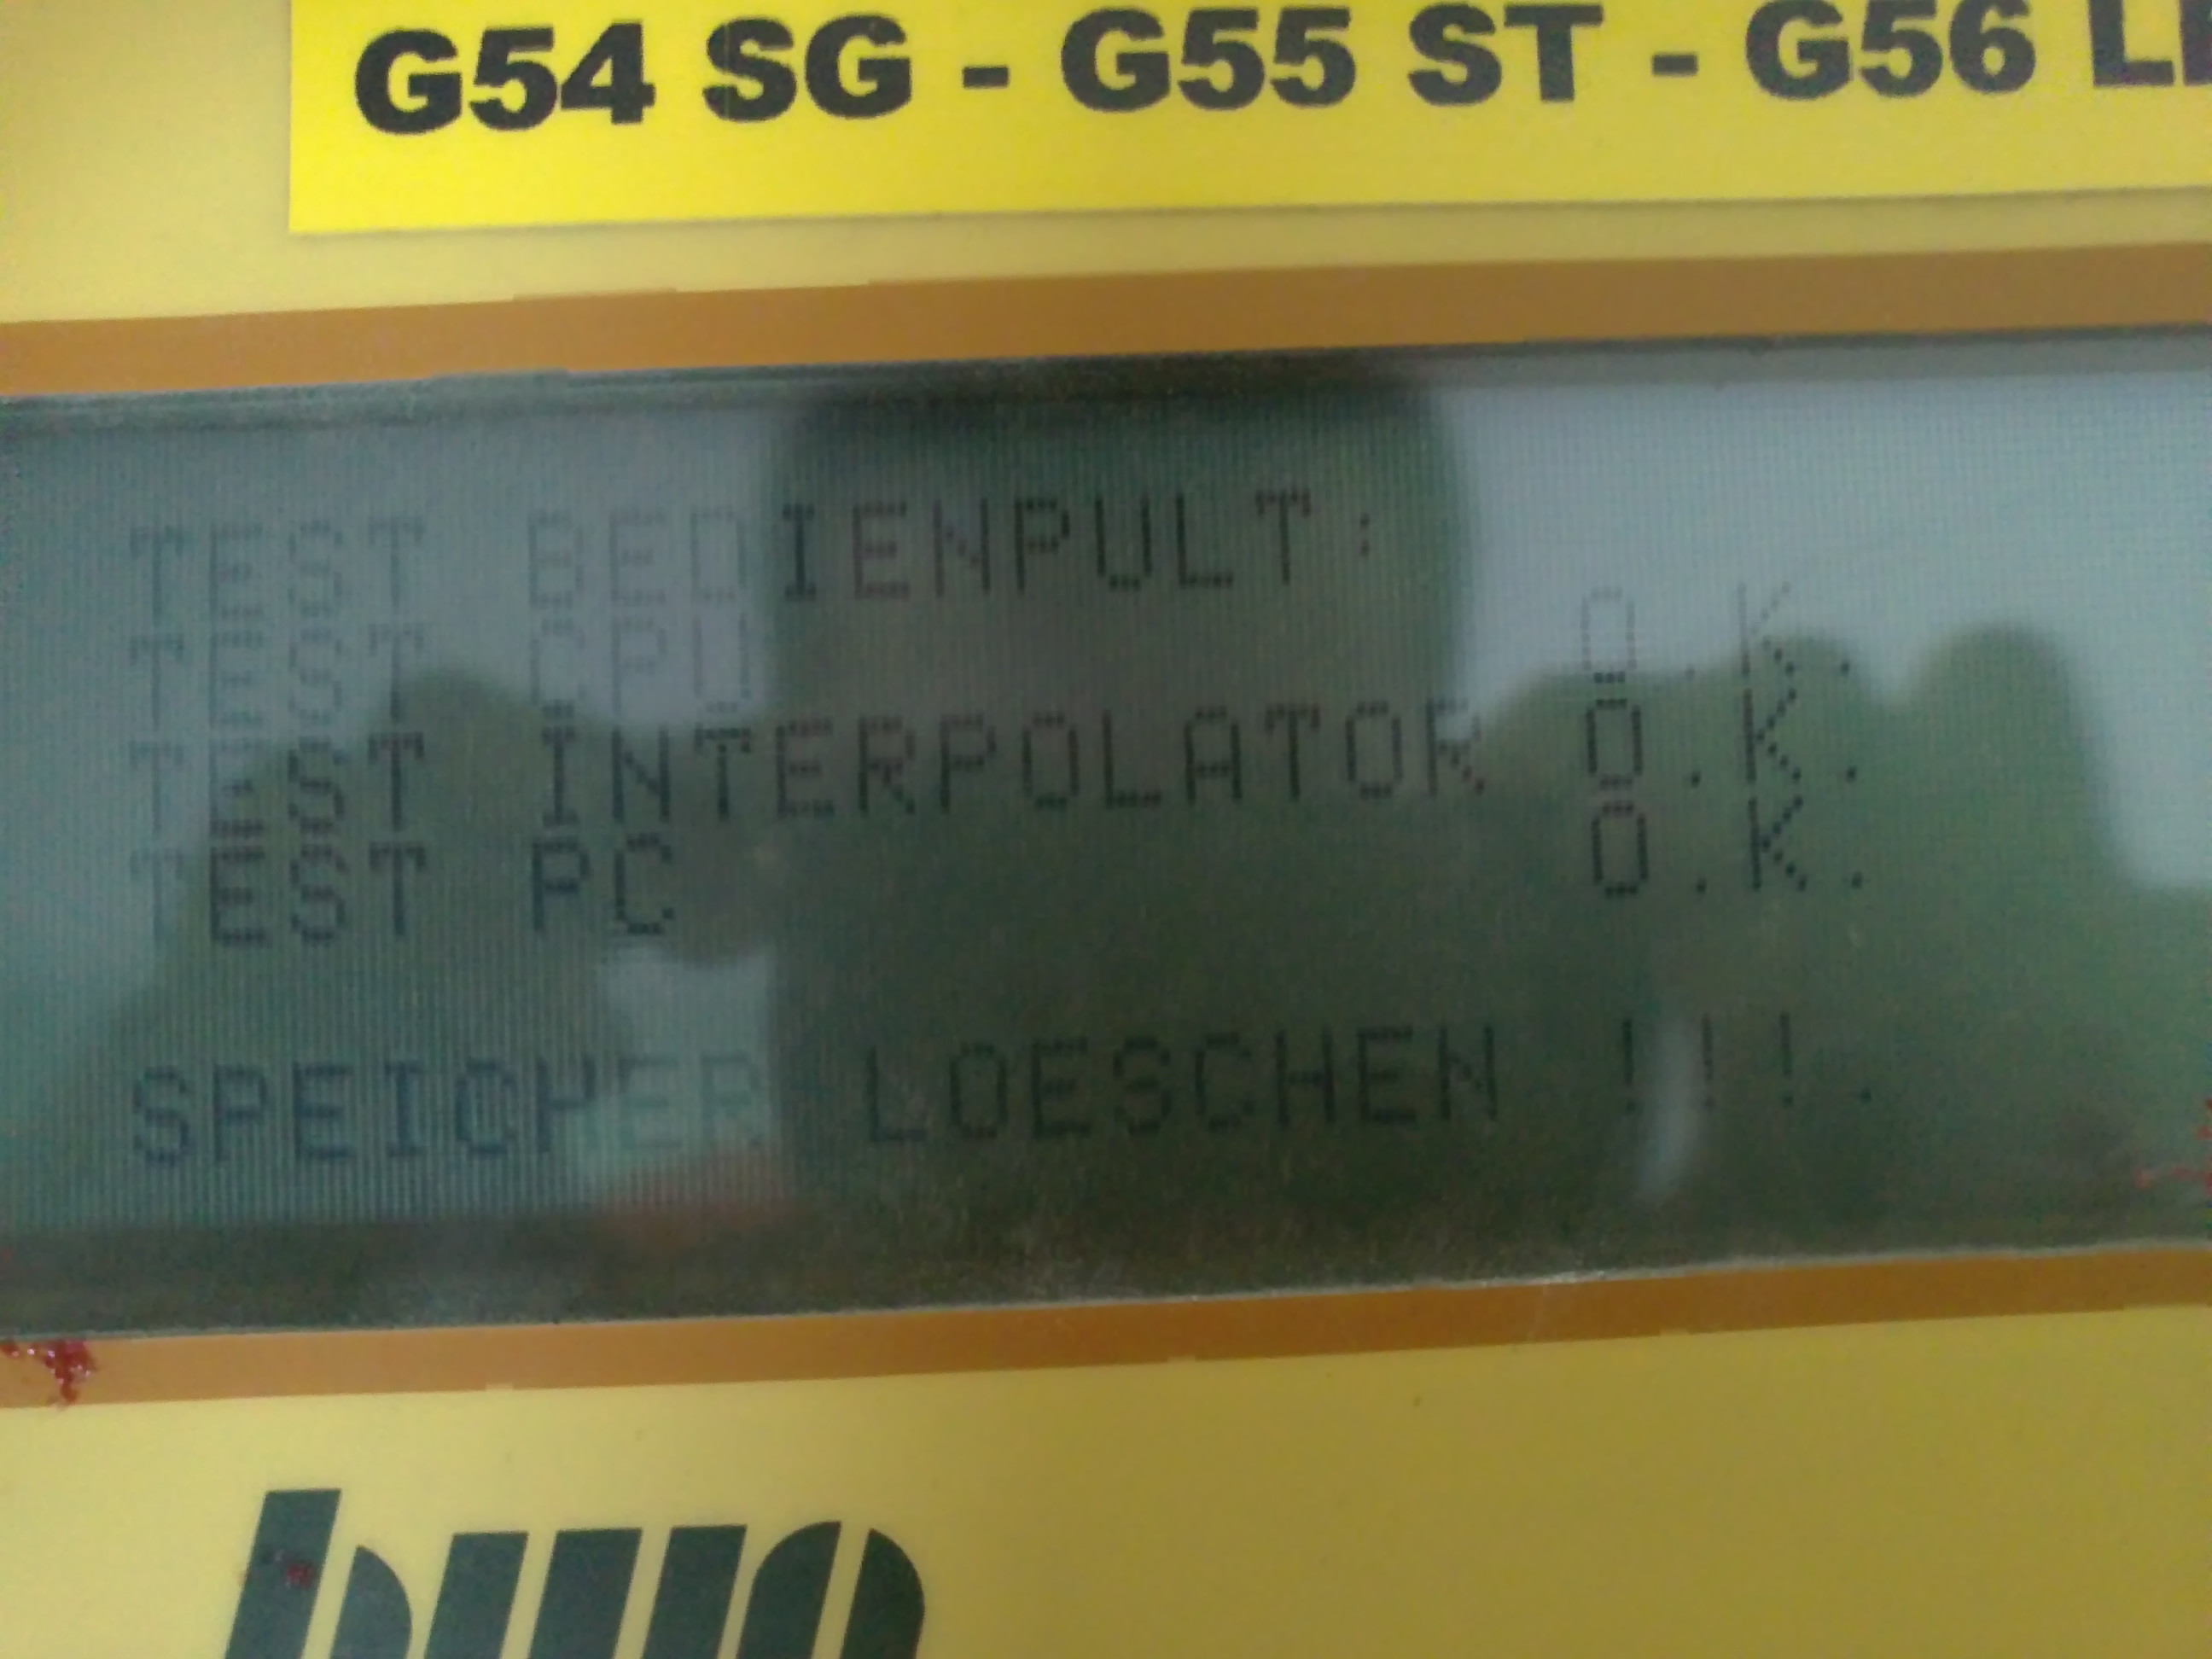 G54 SG - G55 ST - G56
TEST BEDIENPULT:
TEST CPU O.K.
TEST INTERPOLATOR O.K.
TEST PC O.K.
SPEICHER LOESCHEN !!!.